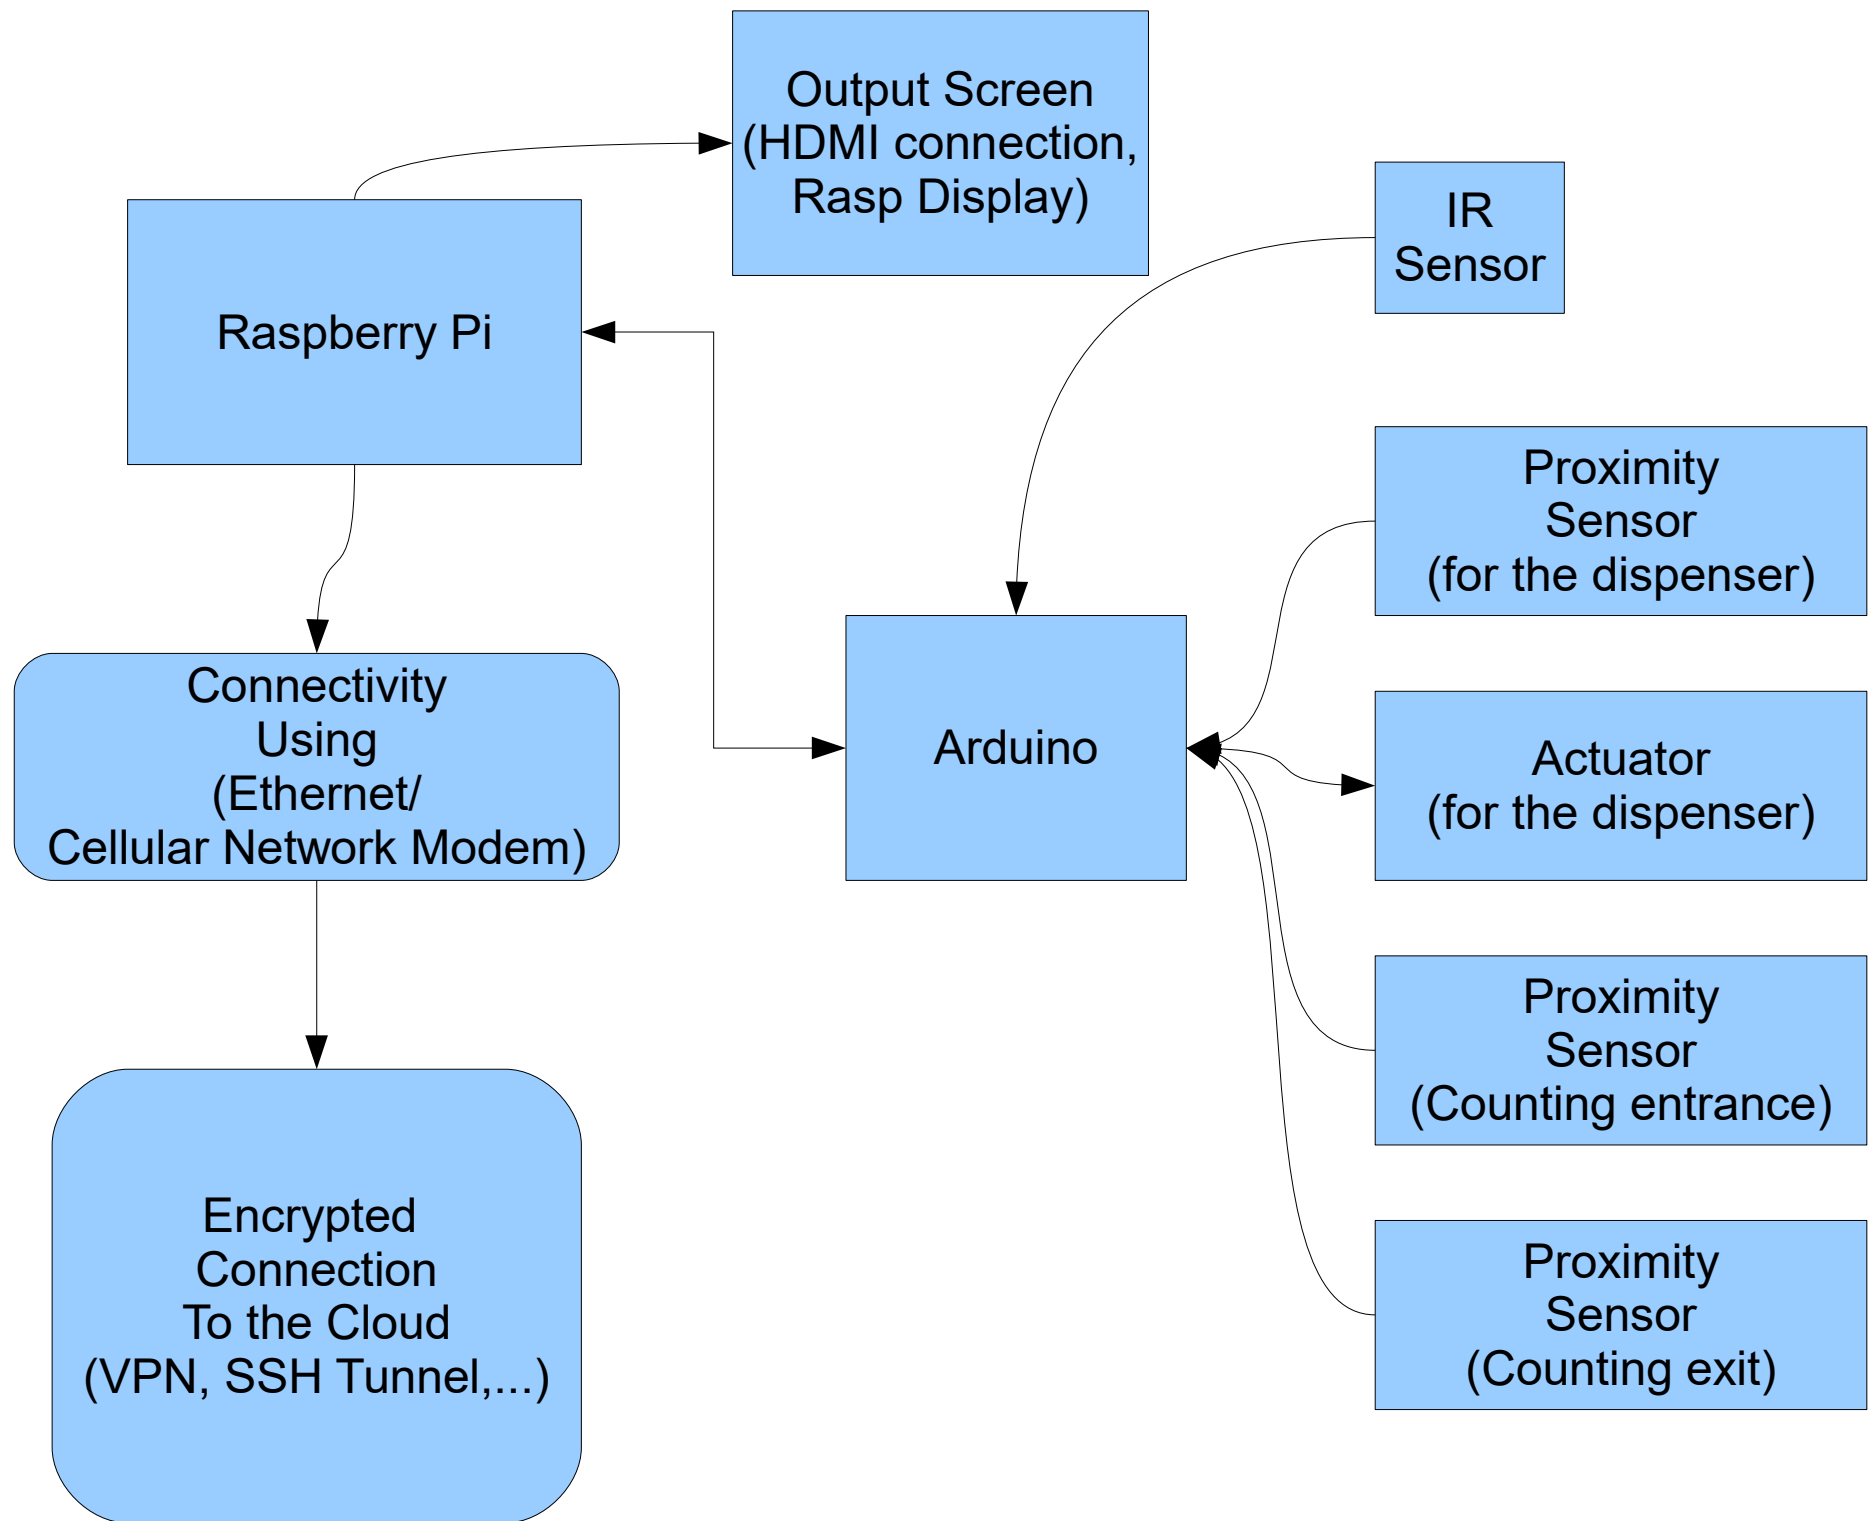 Output Screen
(HDMI connection,
Rasp Display)
IR
Sensor
Raspberry Pi
Proximity
Sensor
(for the dispenser)
Connectivity
Using
(Ethernet/
Cellular Network Modem)
Arduino
Actuator
(for the dispenser)
Proximity
Sensor
(Counting entrance)
Encrypted
Connection
To the Cloud
(VPN, SSH Tunnel,...)
Proximity
Sensor
(Counting exit)